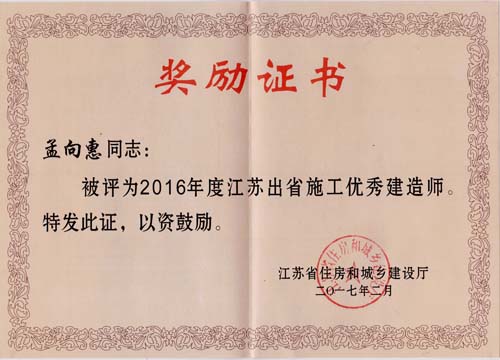 奖励证书
孟向惠同志：
被评为2016年度江苏出省施工优秀建造师。
特发此证，以资鼓励。
江苏省住房和城乡建设厅
二〇一七年二月